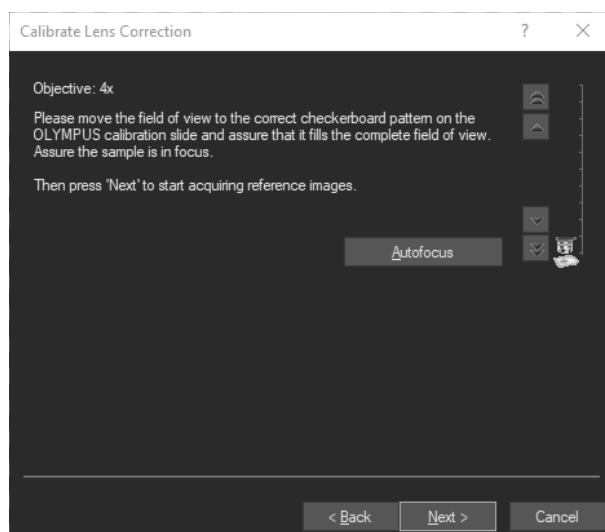 Calibrate Lens Correction
?
Objective: 4x
Please move the field of view to the correct checkerboard pattern on the
OLYMPUS calibration slide and assure that it fills the complete field of view.
Assure the sample is in focus.
Then press 'Next' to start acquiring reference images.
Autofocus
< Back
Next >
Cancel